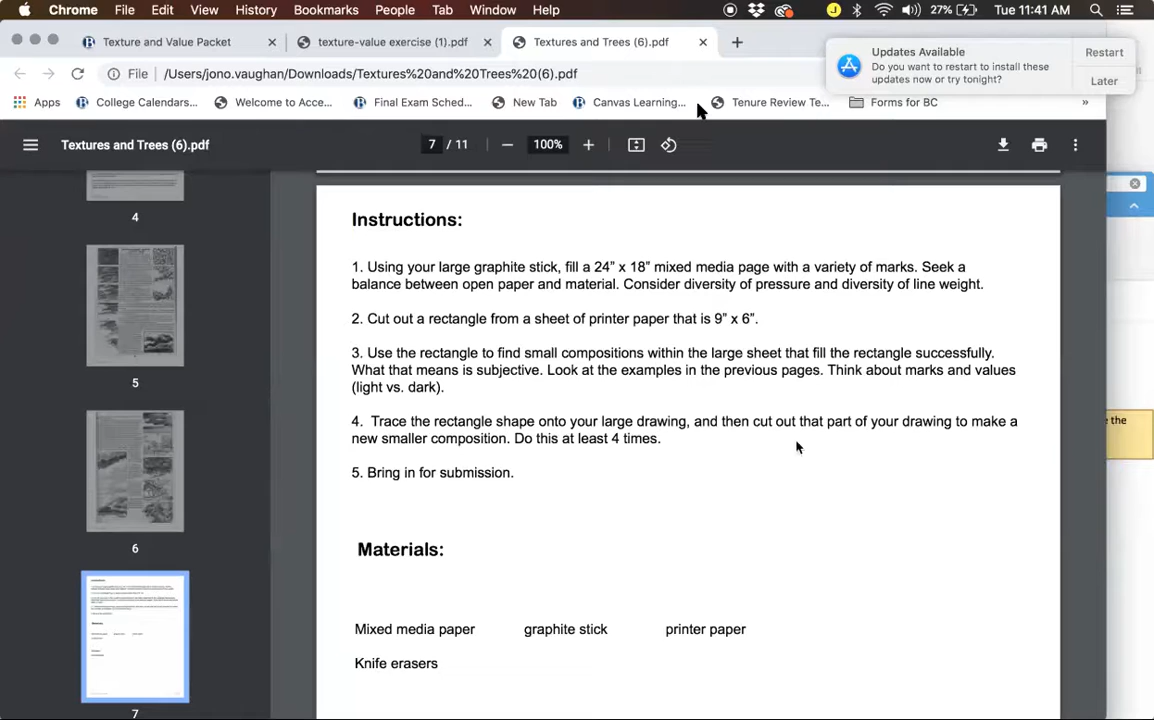 Chrome File Edit View History Bookmarks People Tab Window Help J 27% Tue 11:41 AM
Texture and Value Packet texture-value exercise (1).pdf Textures and Trees (6).pdf
Updates Available
Do you want to restart to install these
updates now or try tonight?
Restart
Later
File /Users/jono.vaughan/Downloads/Textures%20and%20Trees%20(6).pdf
Apps College Calendars... Welcome to Acce... Final Exam Sched... New Tab Canvas Learning... Tenure Review Te... Forms for BC »
Textures and Trees (6).pdf 7 / 11 100%
4
5
6
7
Instructions:
1. Using your large graphite stick, fill a 24” x 18” mixed media page with a variety of marks. Seek a
balance between open paper and material. Consider diversity of pressure and diversity of line weight.
2. Cut out a rectangle from a sheet of printer paper that is 9” x 6”.
3. Use the rectangle to find small compositions within the large sheet that fill the rectangle successfully.
What that means is subjective. Look at the examples in the previous pages. Think about marks and values
(light vs. dark).
4. Trace the rectangle shape onto your large drawing, and then cut out that part of your drawing to make a
new smaller composition. Do this at least 4 times.
5. Bring in for submission.
Materials:
Mixed media paper graphite stick printer paper
Knife erasers
the